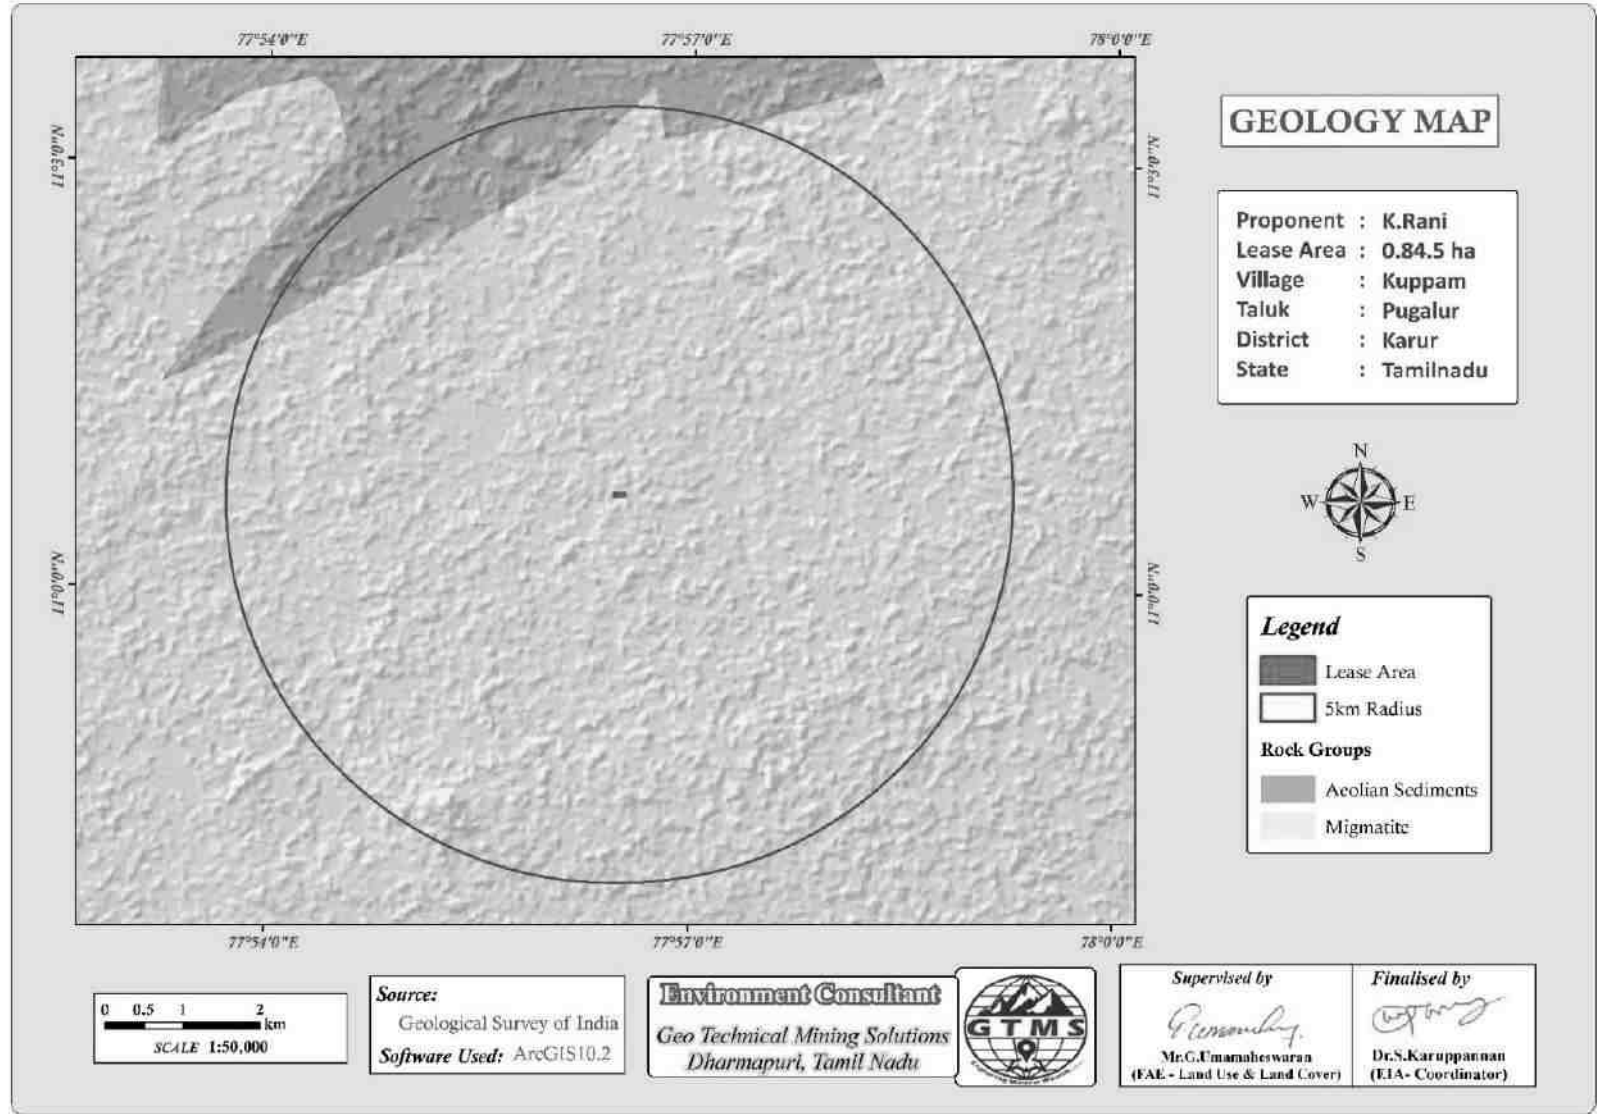 77°54'0"E 77°57'0"E 78°0'0"E
11°3'0"N 11°3'0"N
11°0'0"N 11°0'0"N
77°54'0"E 77°57'0"E 78°0'0"E
GEOLOGY MAP
Proponent : K.Rani
Lease Area : 0.84.5 ha
Village : Kuppam
Taluk : Pugalur
District : Karur
State : Tamilnadu
N
W E
S
Legend
Lease Area
5km Radius
Rock Groups
Aeolian Sediments
Migmatite
0 0.5 1 2
km
SCALE 1:50,000
Source:
Geological Survey of India
Software Used: ArcGIS10.2
Environment Consultant
Geo Technical Mining Solutions
Dharmapuri, Tamil Nadu
GTMS
Supervised by
Mr.G.Umamaheswaran
(FAE - Land Use & Land Cover)
Finalised by
Dr.S.Karuppannan
(EIA- Coordinator)